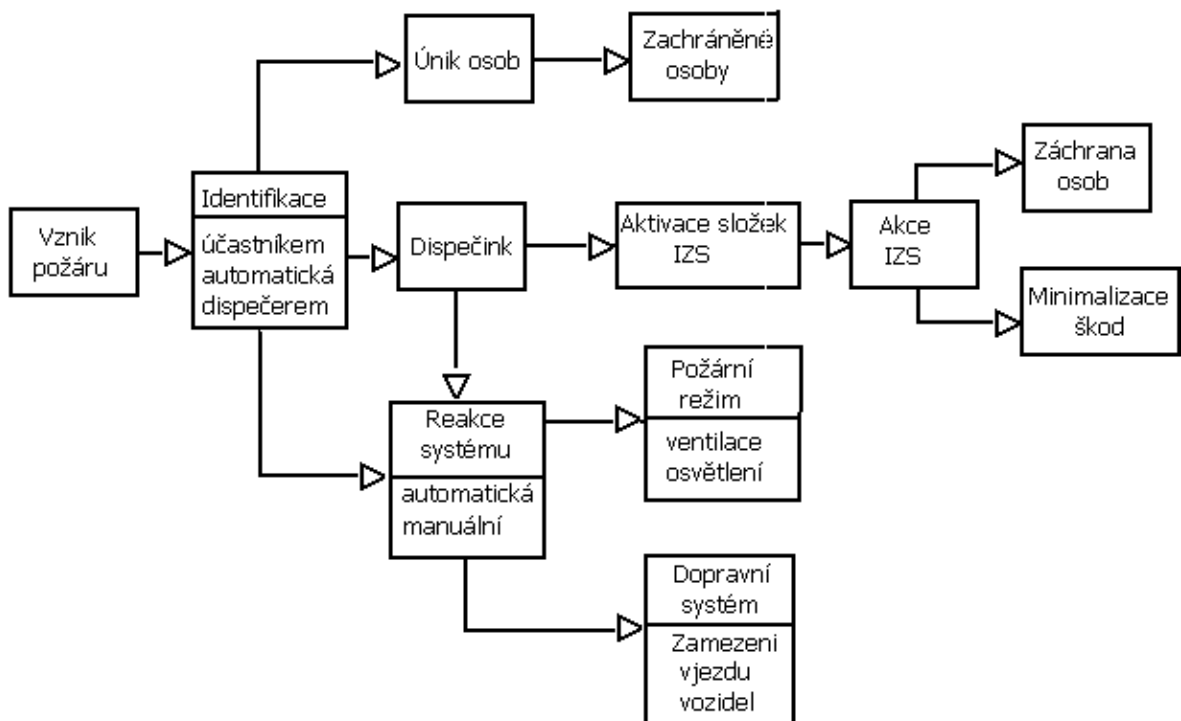 Únik osob
Zachráněné
osoby
Vznik
požáru
Identifikace
účastníkem
automatická
dispečerem
Dispečink
Aktivace složek
IZS
Akce
IZS
Záchrana
osob
Minimalizace
škod
Reakce
systému
automatická
manuální
Požární
režim
ventilace
osvětlení
Dopravní
systém
Zamezeni
vjezdu
vozidel